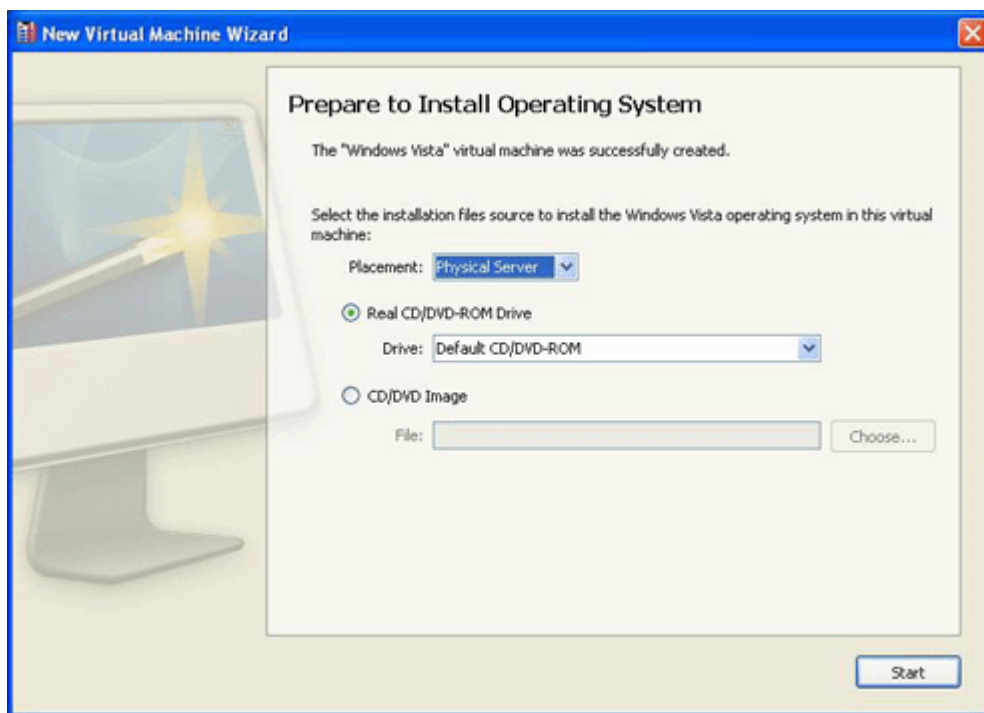 New Virtual Machine Wizard
Prepare to Install Operating System
The "Windows Vista" virtual machine was successfully created.
Select the installation files source to install the Windows Vista operating system in this virtual
machine:
Placement: Physical Server
Real CD/DVD-ROM Drive
Drive: Default CD/DVD-ROM
CD/DVD Image
File:
Choose...
Start